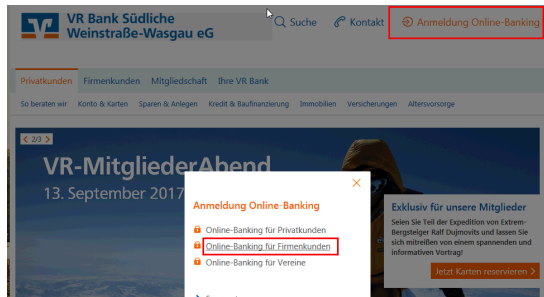 VR Bank Südliche
Weinstraße-Wasgau eG
Suche
Kontakt
Anmeldung Online-Banking
Privatkunden
Firmenkunden
Mitgliedschaft
Ihre VR Bank
So beraten wir
Konto & Karten
Sparen & Anlegen
Kredit & Baufinanzierung
Immobilien
Versicherungen
Altersvorsorge
< 2/3 >
VR-MitgliederAbend
13. September 2017
Anmeldung Online-Banking
Online-Banking für Privatkunden
Online-Banking für Firmenkunden
Online-Banking für Vereine
Exklusiv für unsere Mitglieder
Seien Sie Teil der Expedition von Extrem-
Bergsteiger Ralf Dujmovits und lassen Sie
sich mitreißen von einem spannenden und
informativen Vortrag!
Jetzt Karten reservieren >